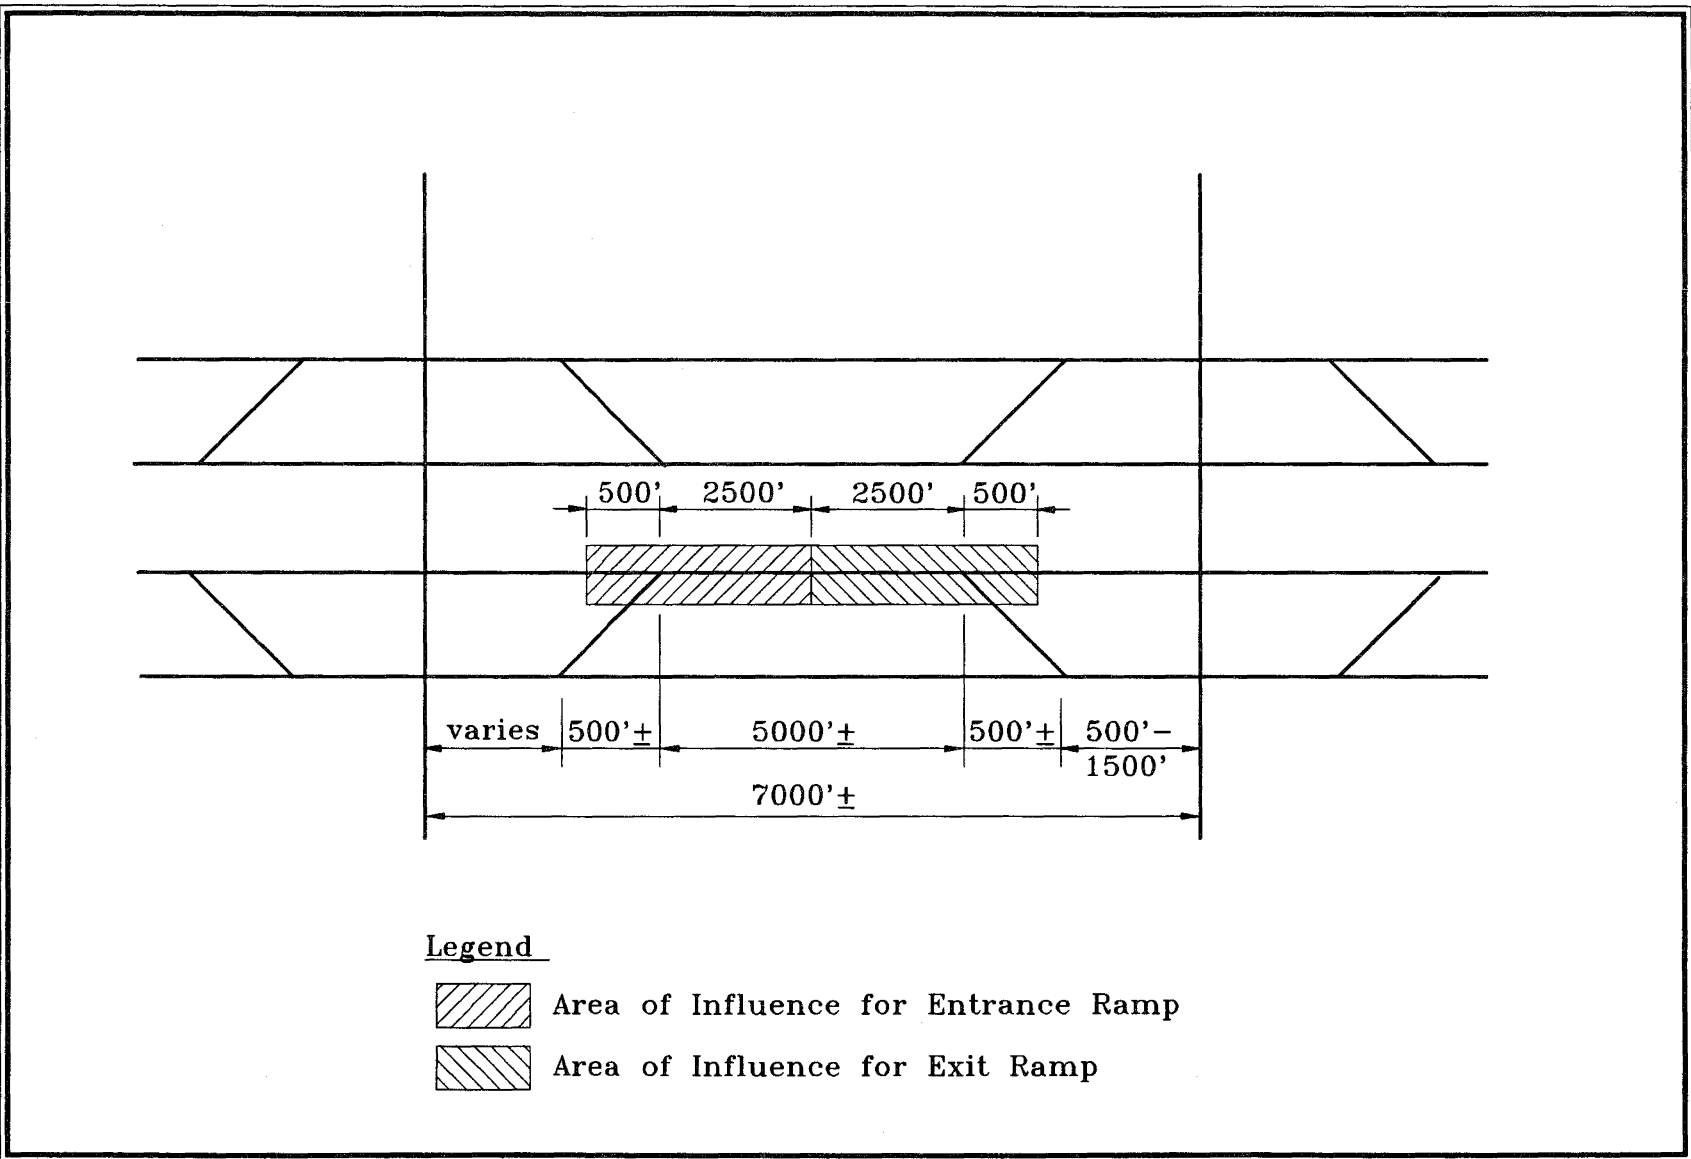 500' 2500' 2500' 500'
varies 500'± 5000'± 500'± 500'-
1500'
7000'±
Legend
Area of Influence for Entrance Ramp
Area of Influence for Exit Ramp